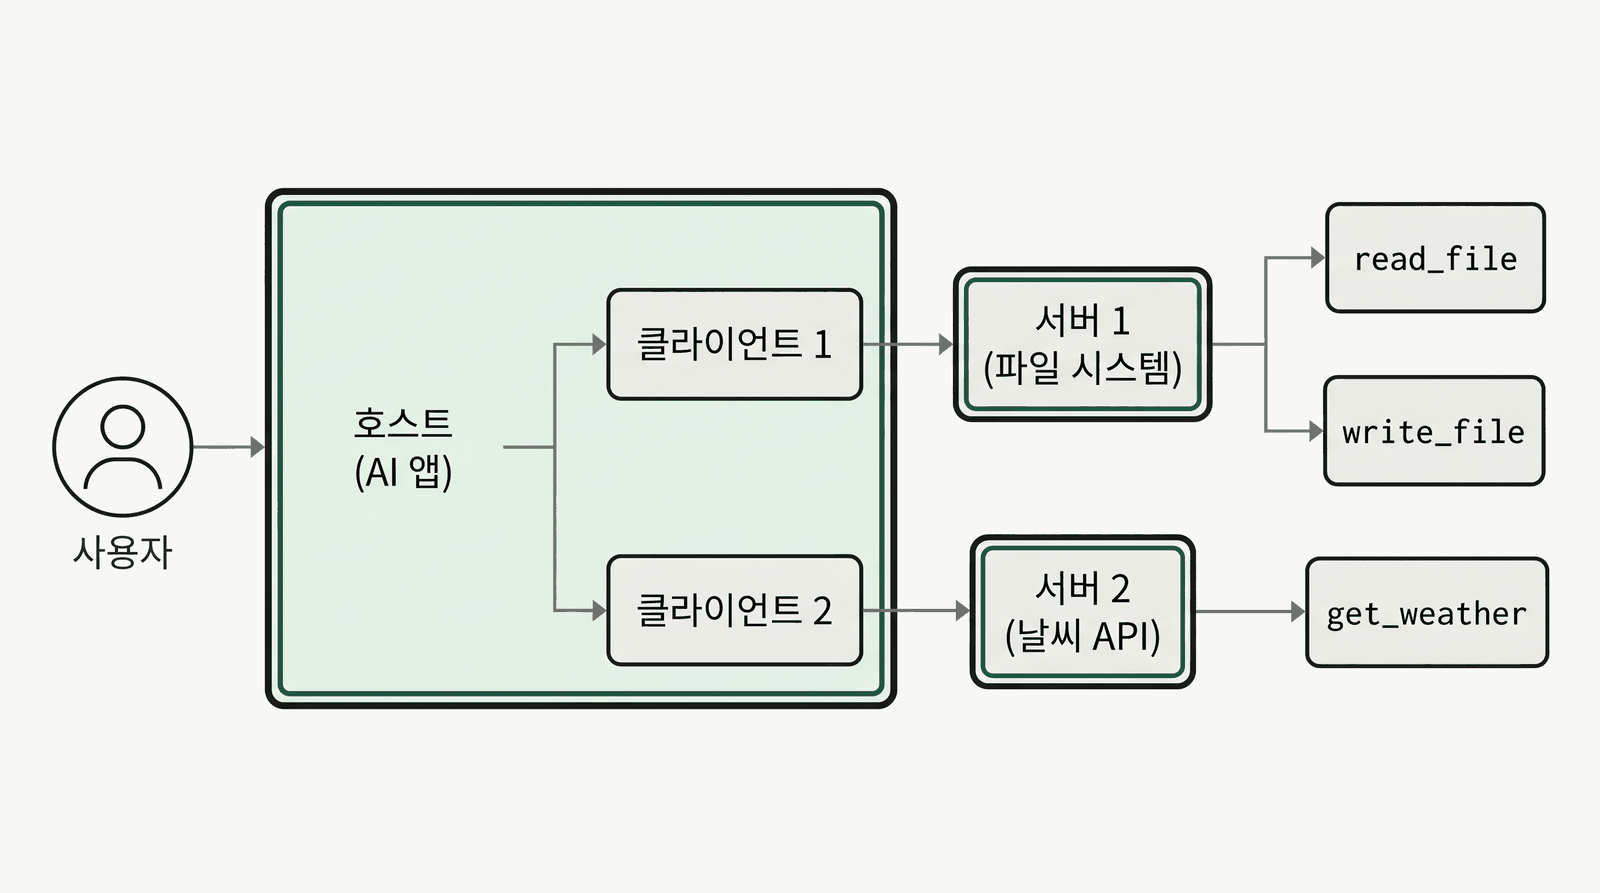 사용자
호스트
(AI 앱)
클라이언트 1
클라이언트 2
서버 1
(파일 시스템)
서버 2
(날씨 API)
read_file
write_file
get_weather